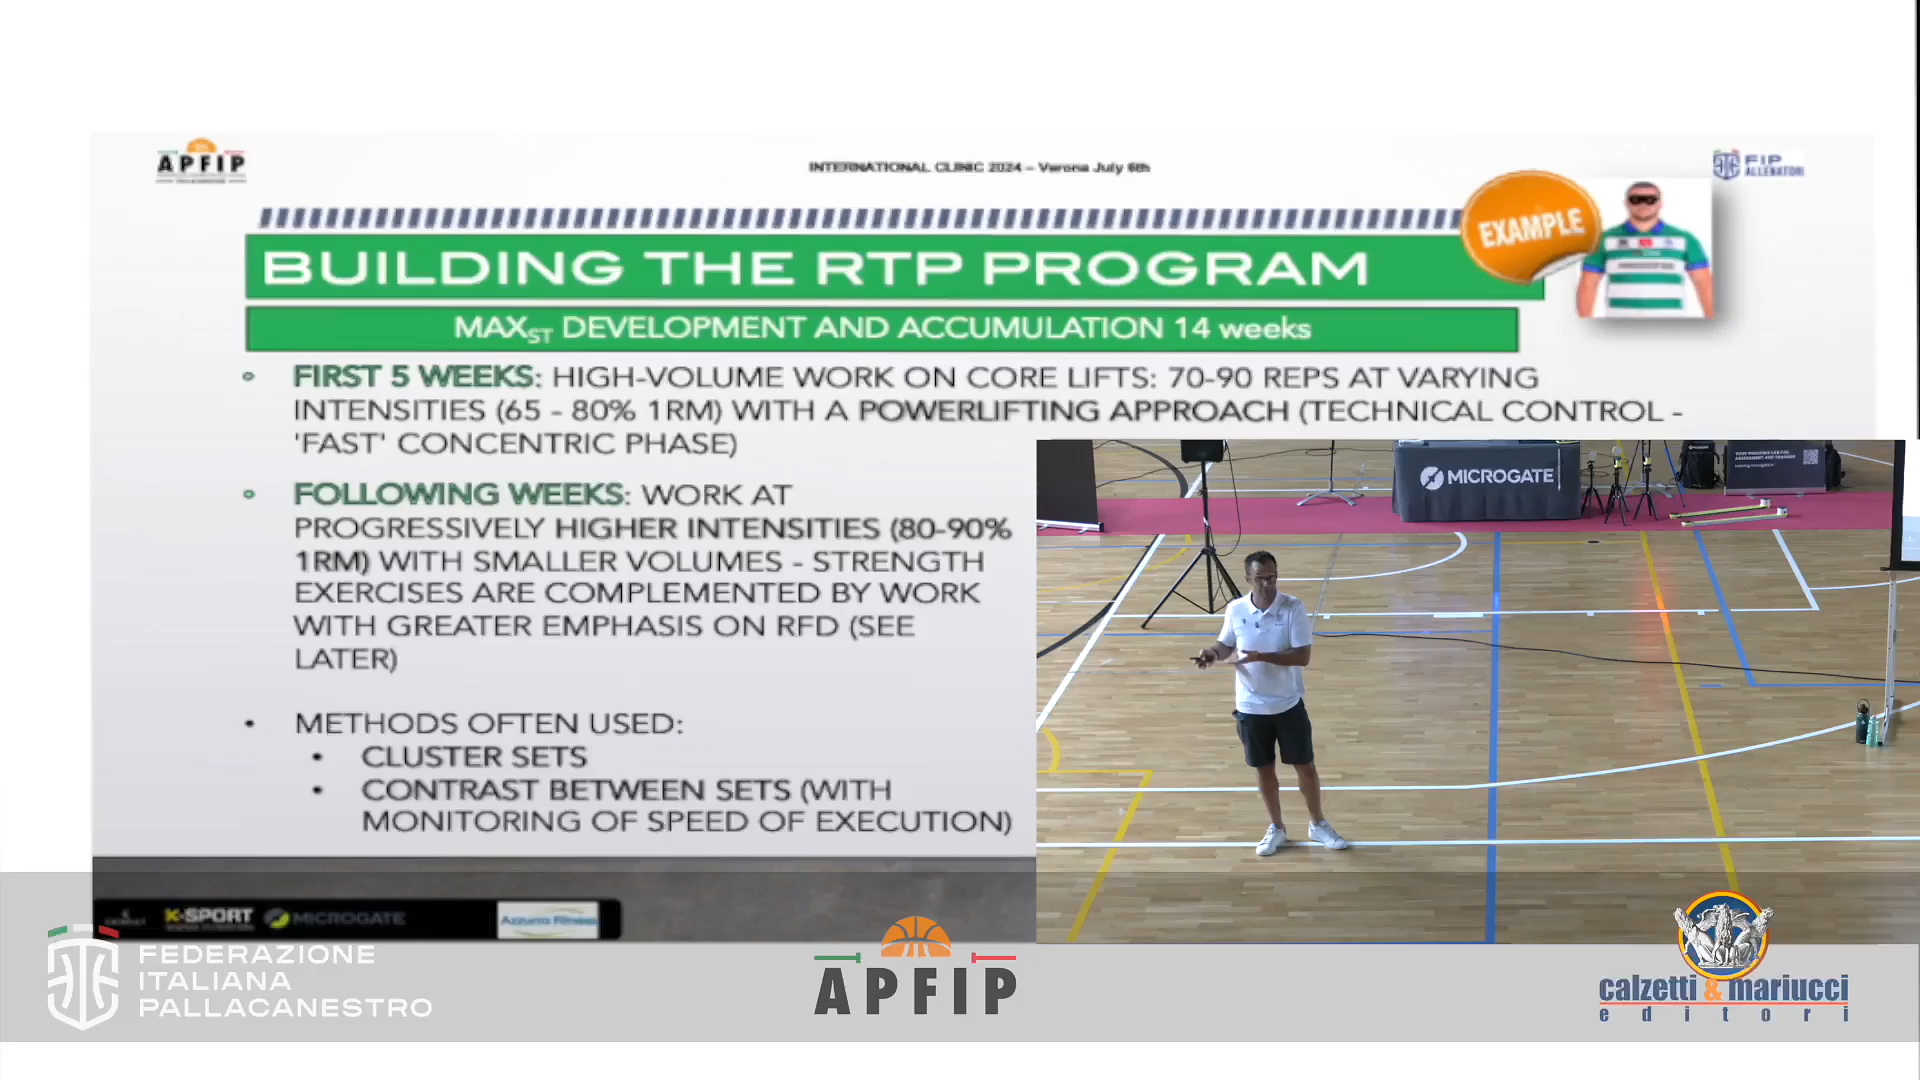 APFIP
INTERNATIONAL CLINIC 2024 – Verona July 6th
FIP
ALLENATORI
EXAMPLE
BUILDING THE RTP PROGRAM
MAXST DEVELOPMENT AND ACCUMULATION 14 weeks
FIRST 5 WEEKS: HIGH-VOLUME WORK ON CORE LIFTS: 70-90 REPS AT VARYING
INTENSITIES (65 - 80% 1RM) WITH A POWERLIFTING APPROACH (TECHNICAL CONTROL -
'FAST' CONCENTRIC PHASE)
FOLLOWING WEEKS: WORK AT
PROGRESSIVELY HIGHER INTENSITIES (80-90%
1RM) WITH SMALLER VOLUMES - STRENGTH
EXERCISES ARE COMPLEMENTED BY WORK
WITH GREATER EMPHASIS ON RFD (SEE
LATER)
• METHODS OFTEN USED:
• CLUSTER SETS
• CONTRAST BETWEEN SETS (WITH
MONITORING OF SPEED OF EXECUTION)
MICROGATE
K-SPORT
MICROGATE
Azzurra Fitness
FEDERAZIONE
ITALIANA
PALLACANESTRO
APFIP
calzetti & mariucci
editori